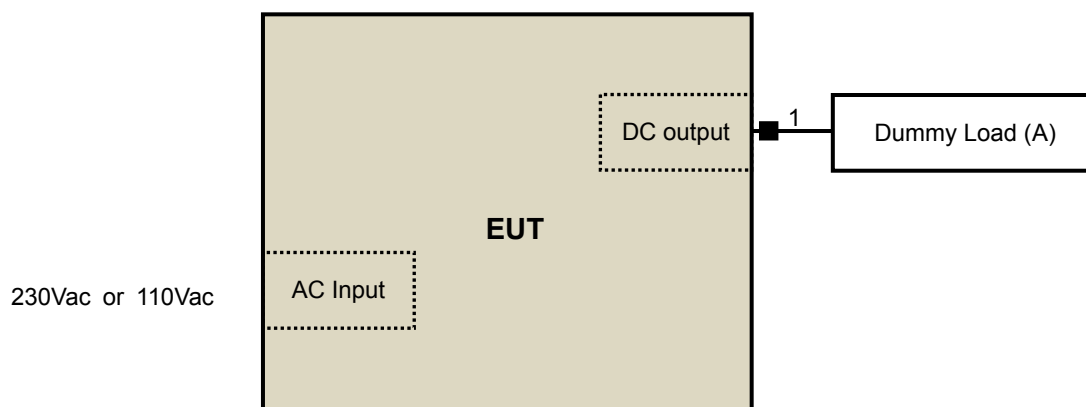 1
DC output
Dummy Load (A)
EUT
AC Input
230Vac or 110Vac